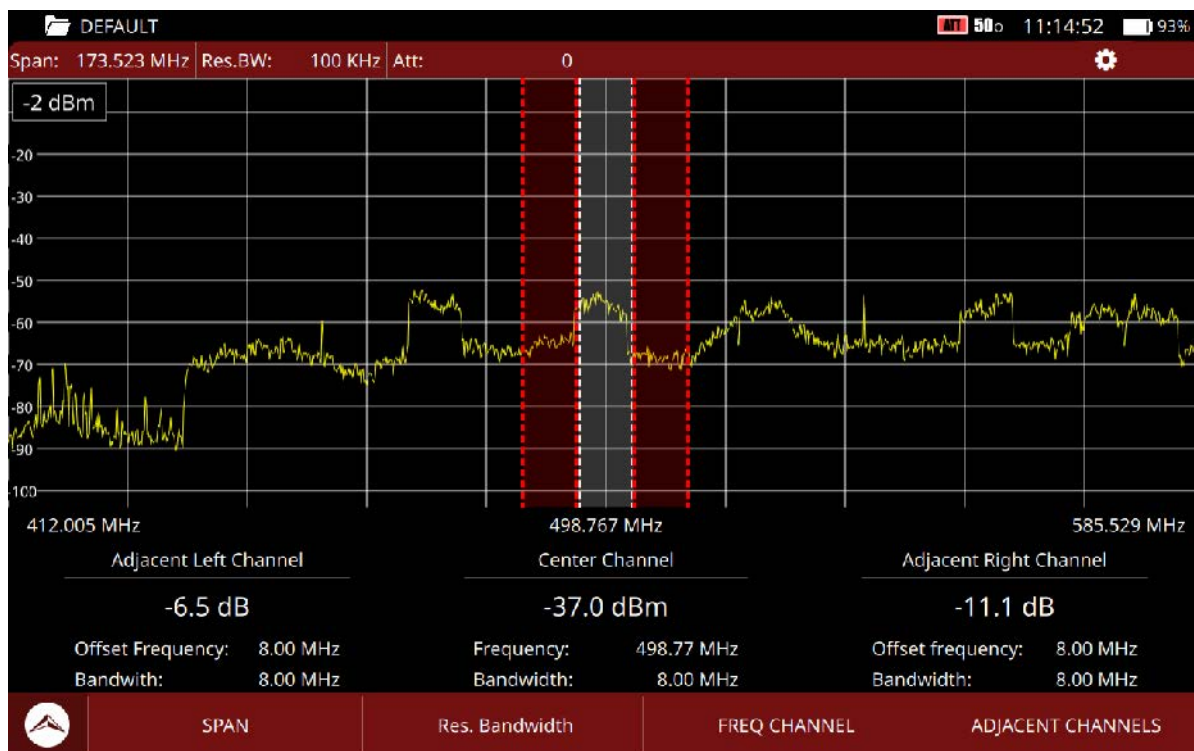 DEFAULT ATT 50Ω 11:14:52 93%
Span: 173.523 MHz Res.BW: 100 KHz Att: 0
-2 dBm
-20
-30
-40
-50
-60
-70
-80
-90
-100
412.005 MHz 498.767 MHz 585.529 MHz
Adjacent Left Channel Center Channel Adjacent Right Channel
-6.5 dB -37.0 dBm -11.1 dB
Offset Frequency: 8.00 MHz Frequency: 498.77 MHz Offset frequency: 8.00 MHz
Bandwith: 8.00 MHz Bandwidth: 8.00 MHz Bandwidth: 8.00 MHz
SPAN Res. Bandwidth FREQ CHANNEL ADJACENT CHANNELS